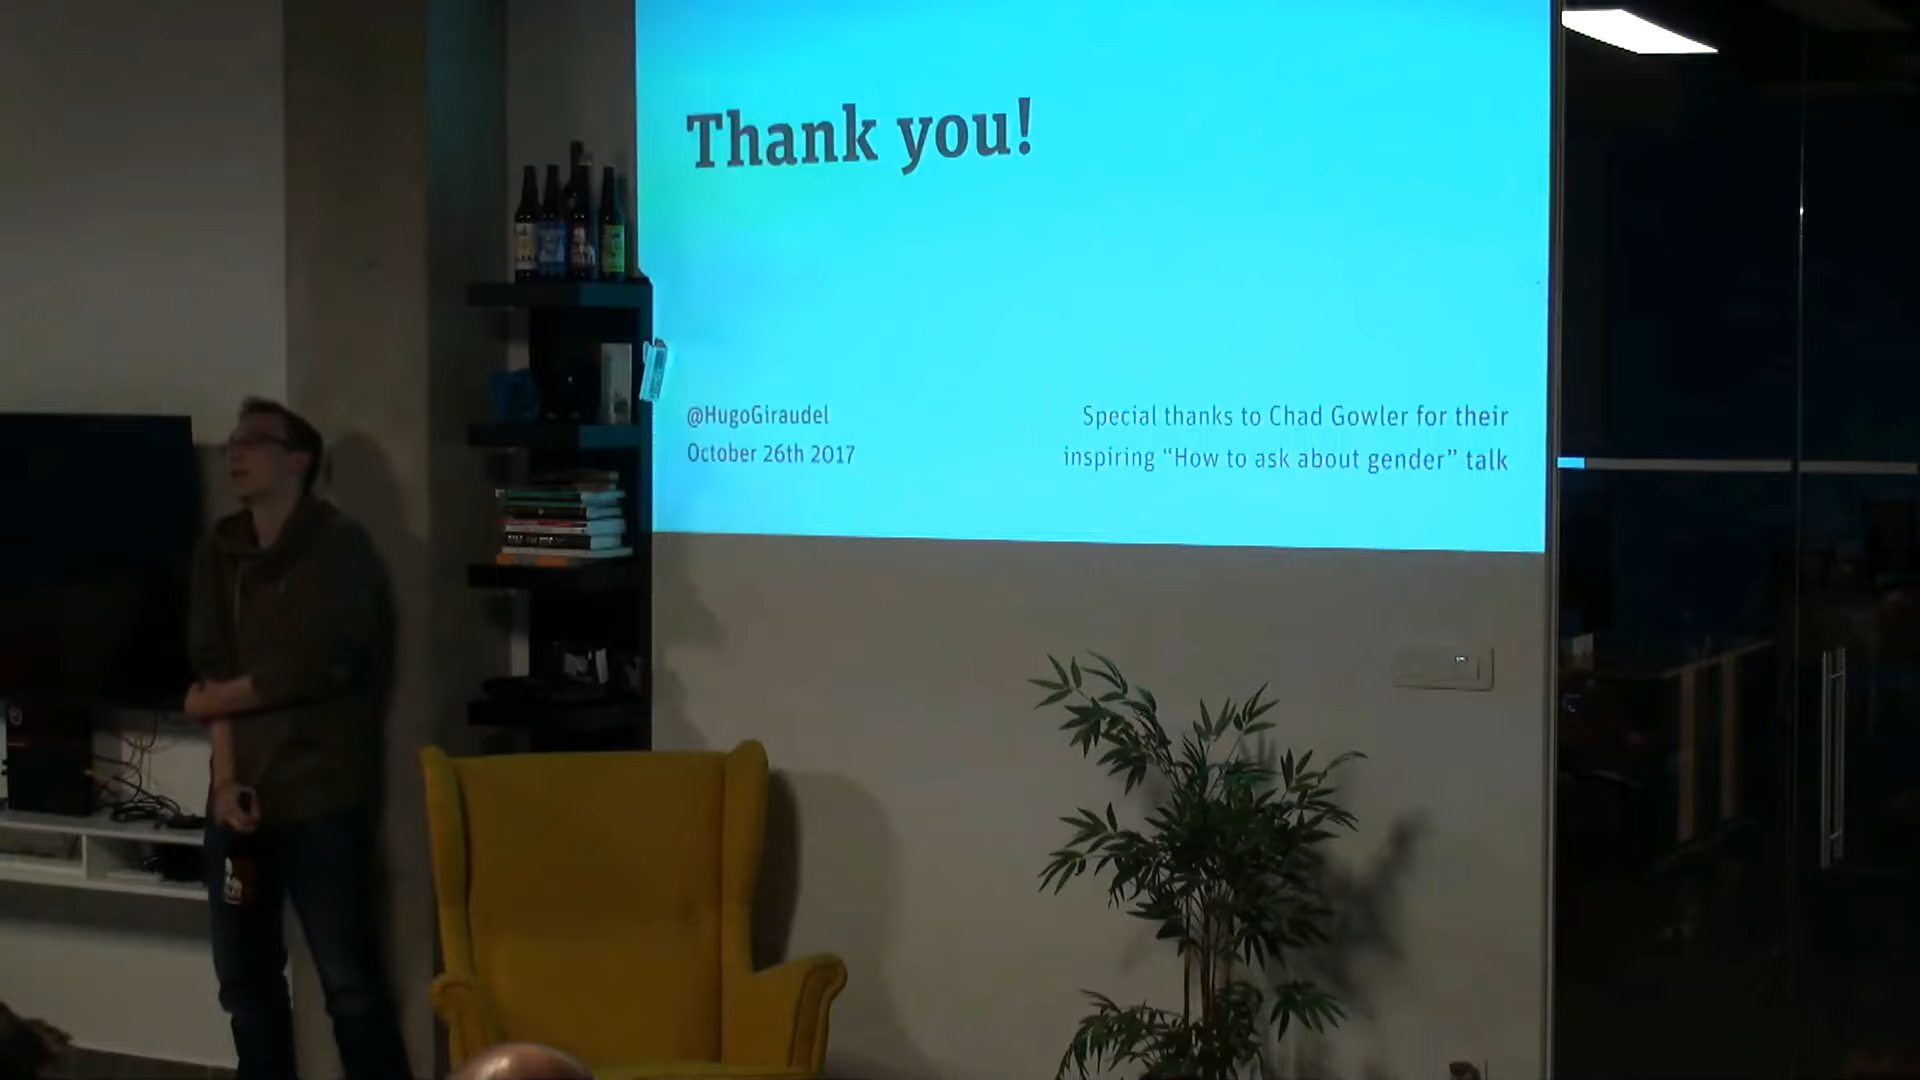 Thank you!
@HugoGiraudel
October 26th 2017
Special thanks to Chad Gowler for their
inspiring “How to ask about gender” talk